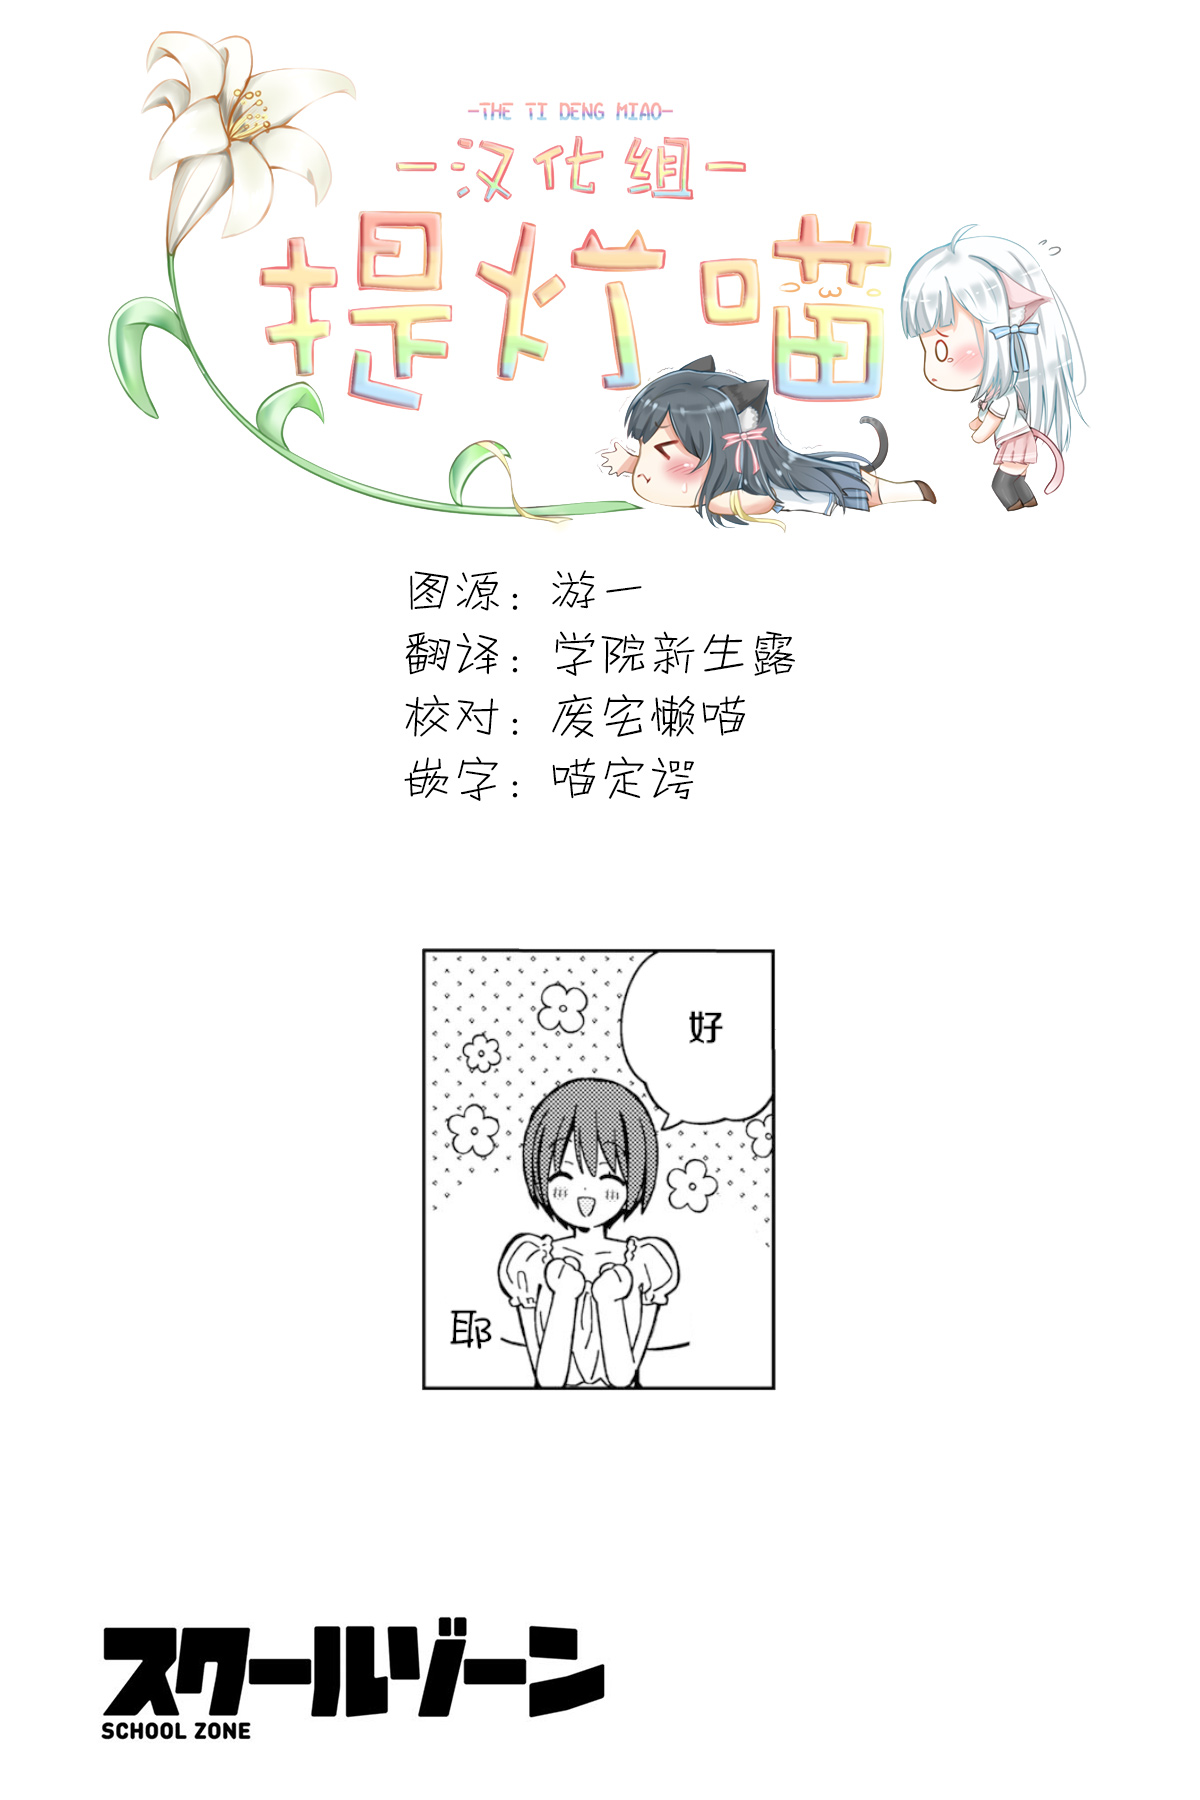 -THE TI DENG MIAO-
-汉化组-
提灯喵
图源：游一
翻译：学院新生露
校对：废宅懒喵
嵌字：喵定谔
好
耶
スクールゾーン
SCHOOL ZONE